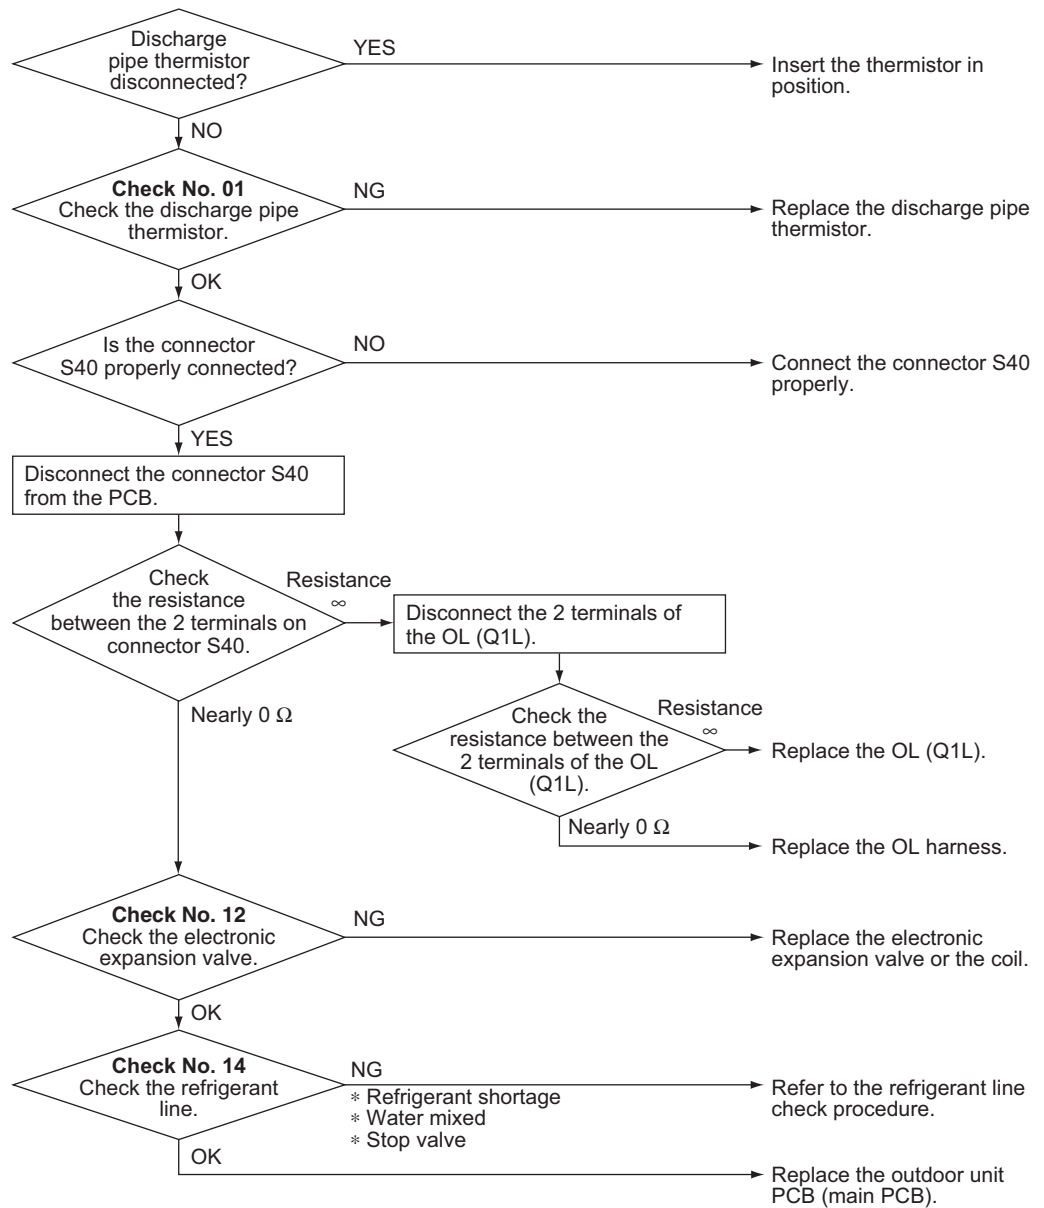 Discharge
pipe thermistor
disconnected?
YES
Insert the thermistor in
position.
NO
Check No. 01
Check the discharge pipe
thermistor.
NG
Replace the discharge pipe
thermistor.
OK
Is the connector
S40 properly connected?
NO
Connect the connector S40
properly.
YES
Disconnect the connector S40
from the PCB.
Check
the resistance
between the 2 terminals on
connector S40.
Resistance
∞
Disconnect the 2 terminals of
the OL (Q1L).
Nearly 0 Ω
Check the
resistance between the
2 terminals of the OL
(Q1L).
Resistance
∞
Replace the OL (Q1L).
Nearly 0 Ω
Replace the OL harness.
Check No. 12
Check the electronic
expansion valve.
NG
Replace the electronic
expansion valve or the coil.
OK
Check No. 14
Check the refrigerant
line.
NG
∗ Refrigerant shortage
∗ Water mixed
∗ Stop valve
Refer to the refrigerant line
check procedure.
OK
Replace the outdoor unit
PCB (main PCB).